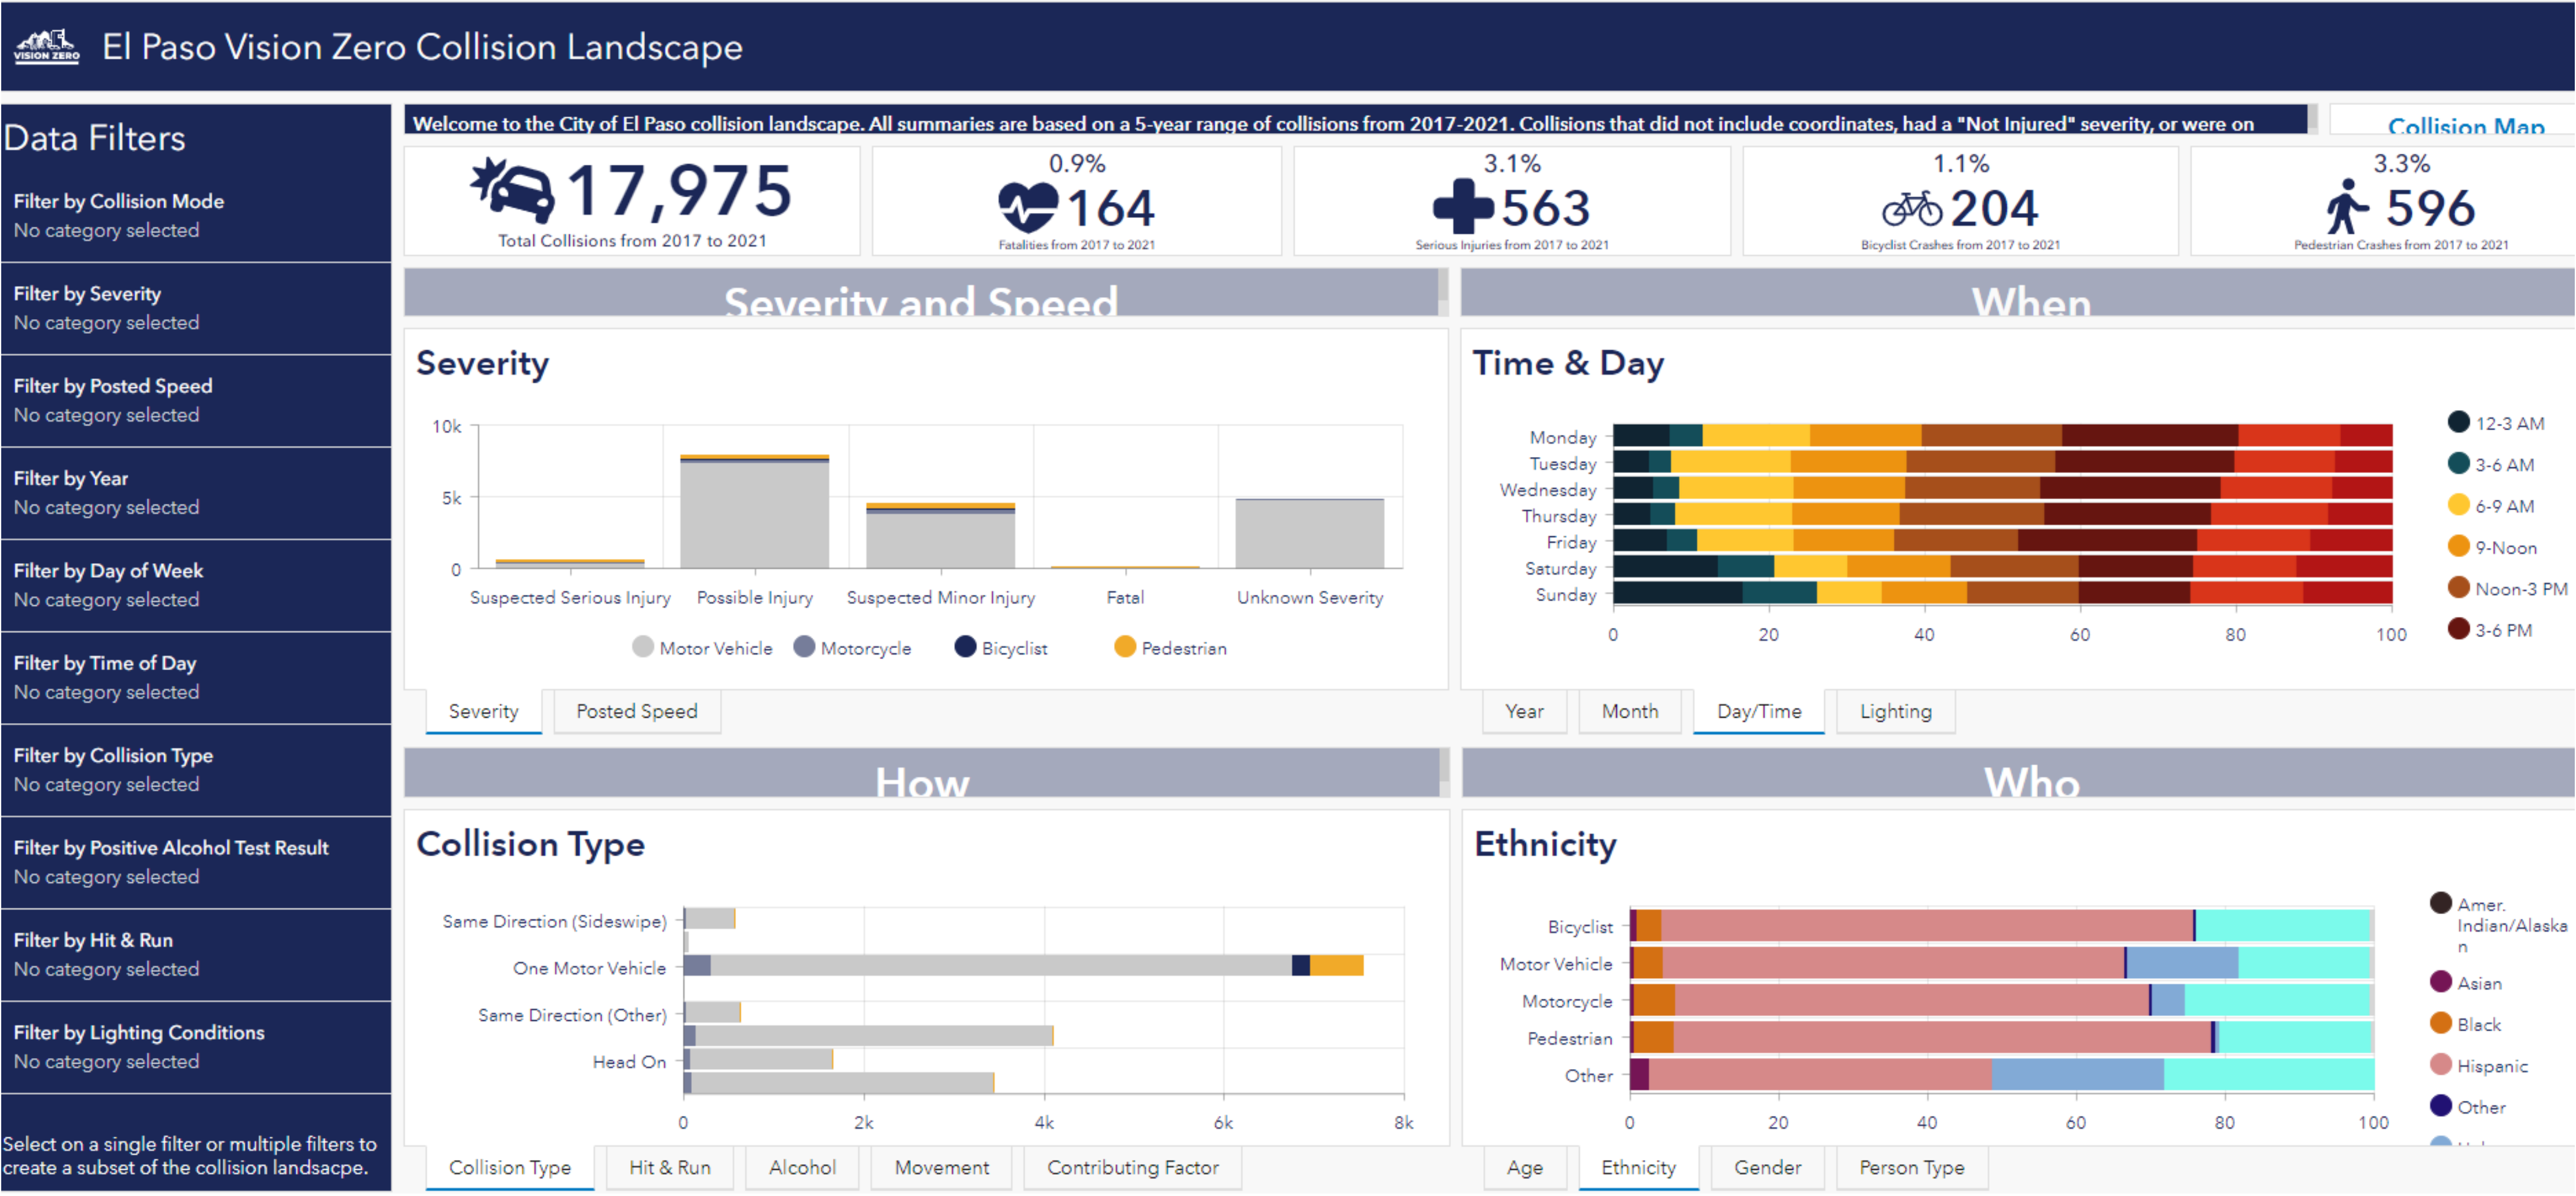 VISION ZERO
El Paso Vision Zero Collision Landscape
Data Filters
Filter by Collision Mode
No category selected
Filter by Severity
No category selected
Filter by Posted Speed
No category selected
Filter by Year
No category selected
Filter by Day of Week
No category selected
Filter by Time of Day
No category selected
Filter by Collision Type
No category selected
Filter by Positive Alcohol Test Result
No category selected
Filter by Hit & Run
No category selected
Filter by Lighting Conditions
No category selected
Select on a single filter or multiple filters to
create a subset of the collision landsacpe.
Welcome to the City of El Paso collision landscape. All summaries are based on a 5-year range of collisions from 2017-2021. Collisions that did not include coordinates, had a "Not Injured" severity, or were on
Collision Map
17,975
Total Collisions from 2017 to 2021
0.9%
164
Fatalities from 2017 to 2021
3.1%
563
Serious Injuries from 2017 to 2021
1.1%
204
Bicyclist Crashes from 2017 to 2021
3.3%
596
Pedestrian Crashes from 2017 to 2021
Severity and Speed
Severity
10k
5k
0
Suspected Serious Injury Possible Injury Suspected Minor Injury Fatal Unknown Severity
Motor Vehicle Motorcycle Bicyclist Pedestrian
Severity Posted Speed
When
Time & Day
Monday
Tuesday
Wednesday
Thursday
Friday
Saturday
Sunday
0 20 40 60 80 100
12-3 AM
3-6 AM
6-9 AM
9-Noon
Noon-3 PM
3-6 PM
Year Month Day/Time Lighting
How
Collision Type
Same Direction (Sideswipe)
One Motor Vehicle
Same Direction (Other)
Head On
0 2k 4k 6k 8k
Collision Type Hit & Run Alcohol Movement Contributing Factor
Who
Ethnicity
Bicyclist
Motor Vehicle
Motorcycle
Pedestrian
Other
0 20 40 60 80 100
Amer.
Indian/Alaska
n
Asian
Black
Hispanic
Other
Age Ethnicity Gender Person Type